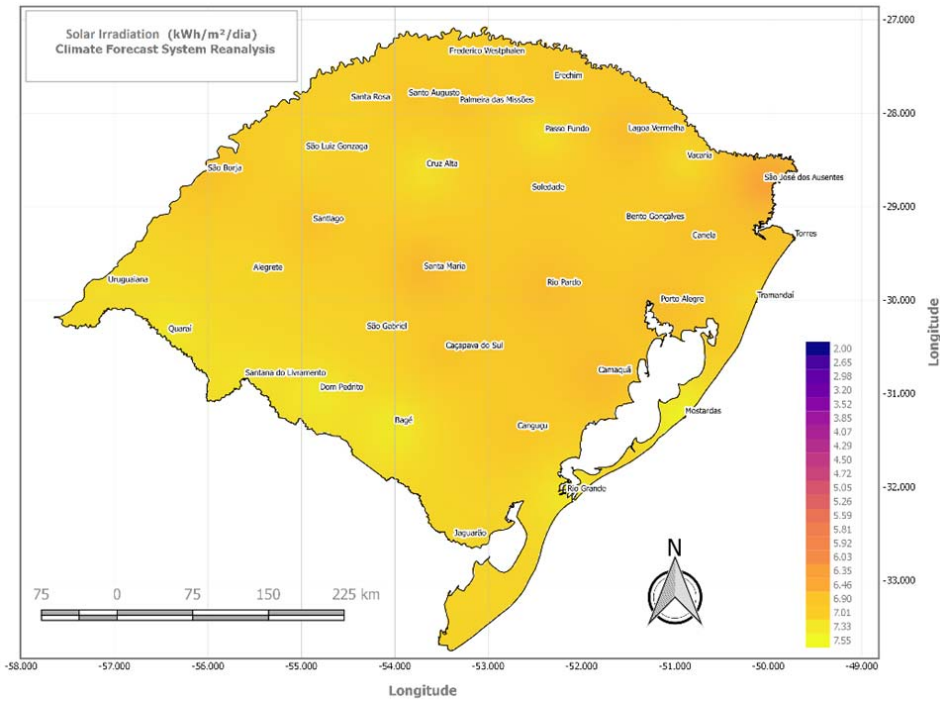 Solar Irradiation (kWh/m²/dia)
Climate Forecast System Reanalysis
-27.000
Frederico Westphalen
Erechim
Santa Rosa
Santo Augusto
Palmeira das Missões
-28.000
Passo Fundo
Lagoa Vermelha
São Luiz Gonzaga
Vacaria
Cruz Alta
São Borja
São José dos Ausentes
Soledade
-29.000
Santiago
Bento Gonçalves
Canela
Torres
Alegrete
Santa Maria
Uruguaiana
Rio Pardo
Tramandaí
Porto Alegre
-30.000
Quaraí
São Gabriel
Longitude
Caçapava do Sul
Santana do Livramento
Camaquã
Dom Pedrito
-31.000
Mostardas
Bagé
Canguçu
-32.000
Rio Grande
Jaguarão
-33.000
2.00
2.65
2.98
3.20
3.52
3.85
4.07
4.29
4.50
4.72
5.05
5.26
5.59
5.81
5.92
6.03
6.35
6.46
6.90
7.01
7.33
7.55
N
75 0 75 150 225 km
-58.000 -57.000 -56.000 -55.000 -54.000 -53.000 -52.000 -51.000 -50.000 -49.000
Longitude